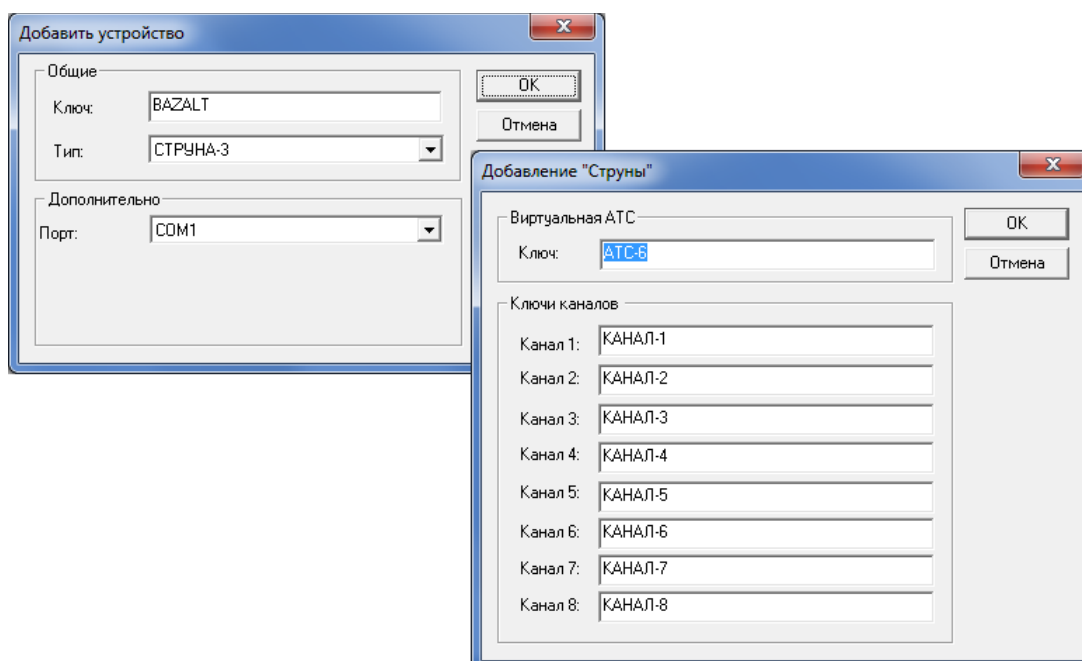 Добавить устройство
Общие
Ключ: BAZALT
Тип: СТРУНА-3
OK
Отмена
Дополнительно
Порт: COM1
Добавление "Струны"
Виртуальная АТС
Ключ: АТС-6
OK
Отмена
Ключи каналов
Канал 1: КАНАЛ-1
Канал 2: КАНАЛ-2
Канал 3: КАНАЛ-3
Канал 4: КАНАЛ-4
Канал 5: КАНАЛ-5
Канал 6: КАНАЛ-6
Канал 7: КАНАЛ-7
Канал 8: КАНАЛ-8